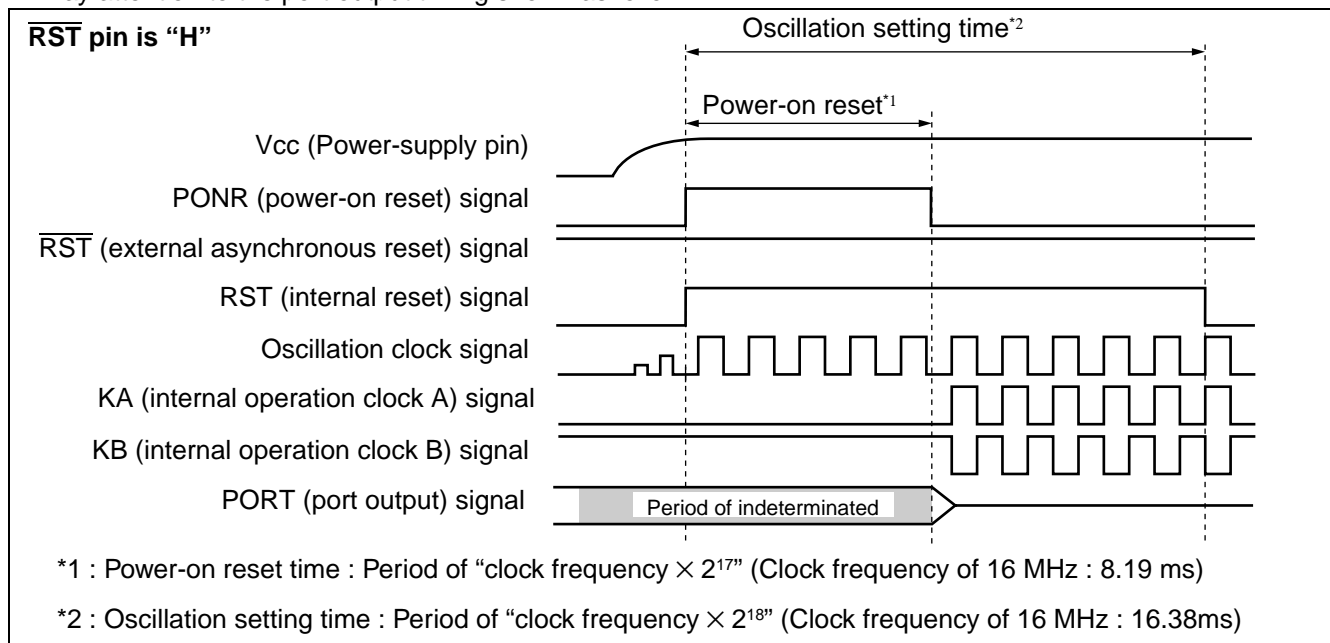 RST pin is “H”
Oscillation setting time*2
Power-on reset*1
Vcc (Power-supply pin)
PONR (power-on reset) signal
RST (external asynchronous reset) signal
RST (internal reset) signal
Oscillation clock signal
KA (internal operation clock A) signal
KB (internal operation clock B) signal
PORT (port output) signal
Period of indeterminated
*1 : Power-on reset time : Period of “clock frequency × 2¹⁷” (Clock frequency of 16 MHz : 8.19 ms)
*2 : Oscillation setting time : Period of “clock frequency × 2¹⁸” (Clock frequency of 16 MHz : 16.38ms)